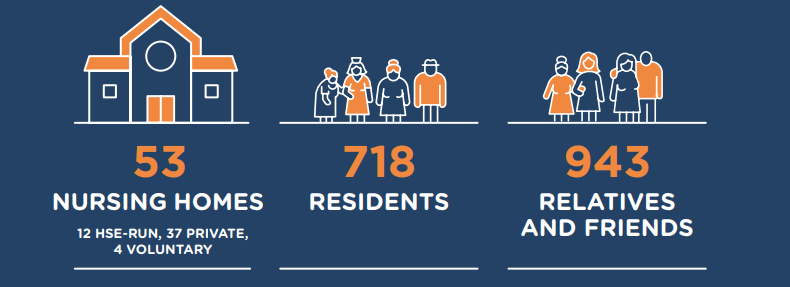 53
NURSING HOMES
12 HSE-RUN, 37 PRIVATE,
4 VOLUNTARY
718
RESIDENTS
943
RELATIVES
AND FRIENDS